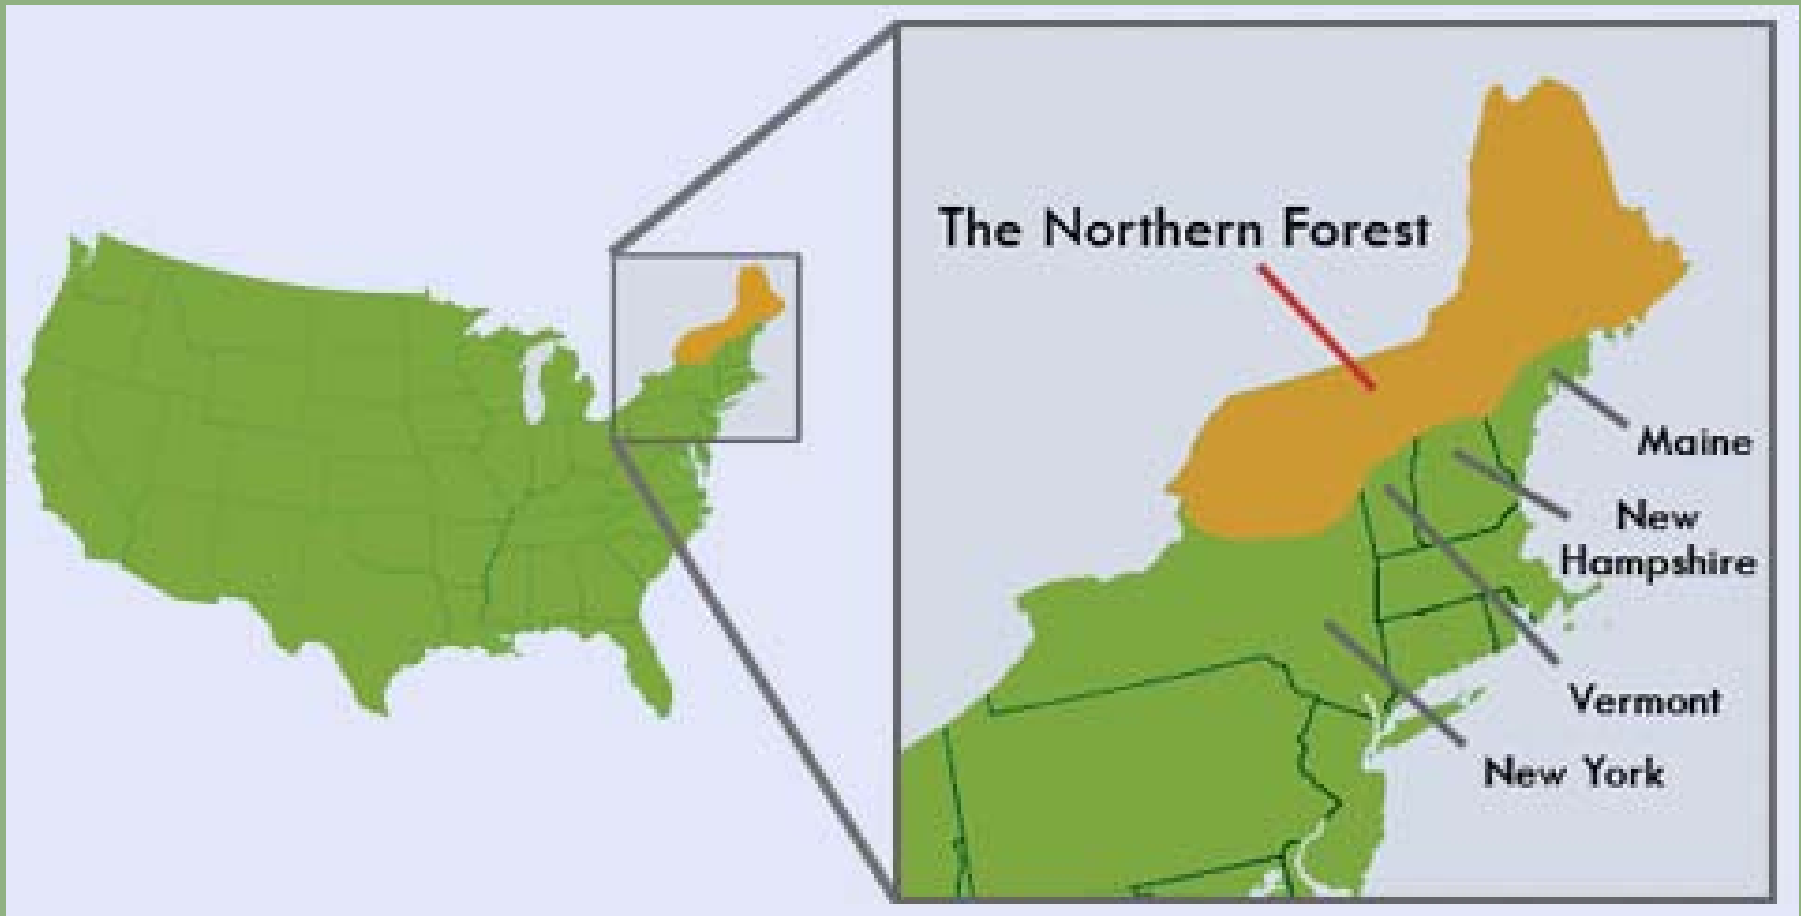 The Northern Forest
Maine
New
Hampshire
Vermont
New York